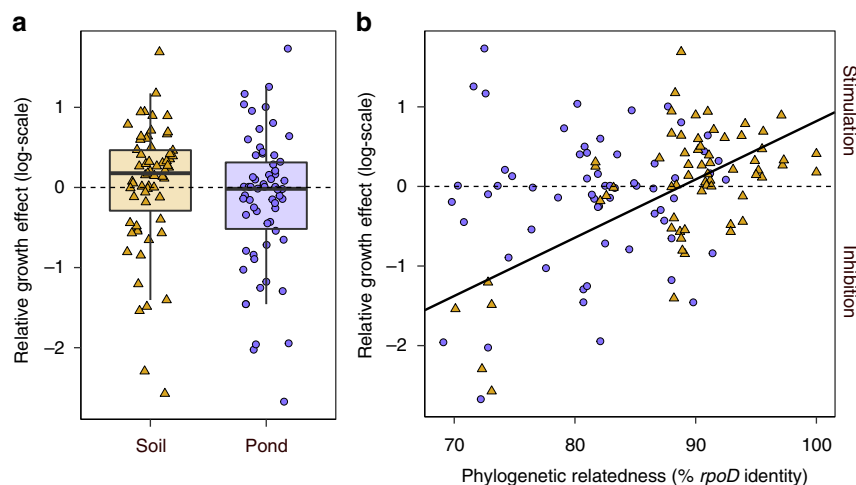 a
Relative growth effect (log-scale)
1
0
–1
–2
Soil
Pond
b
Relative growth effect (log-scale)
1
0
–1
–2
70
80
90
100
Phylogenetic relatedness (% rpoD identity)
Stimulation
Inhibition